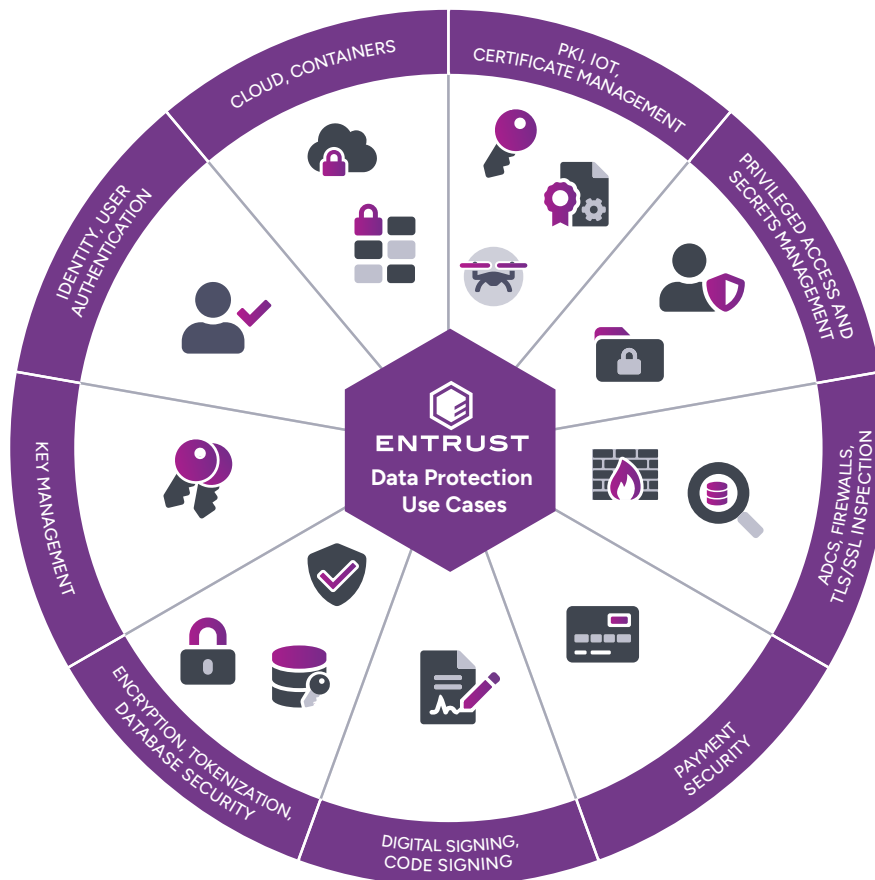 CLOUD, CONTAINERS
PKI, IOT,
CERTIFICATE MANAGEMENT
PRIVILEGED ACCESS AND
SECRETS MANAGEMENT
ADCS, FIREWALLS,
TLS/SSL INSPECTION
PAYMENT
SECURITY
DIGITAL SIGNING,
CODE SIGNING
ENCRYPTION, TOKENIZATION,
DATABASE SECURITY
KEY MANAGEMENT
IDENTITY, USER
AUTHENTICATION
ENTRUST
Data Protection
Use Cases